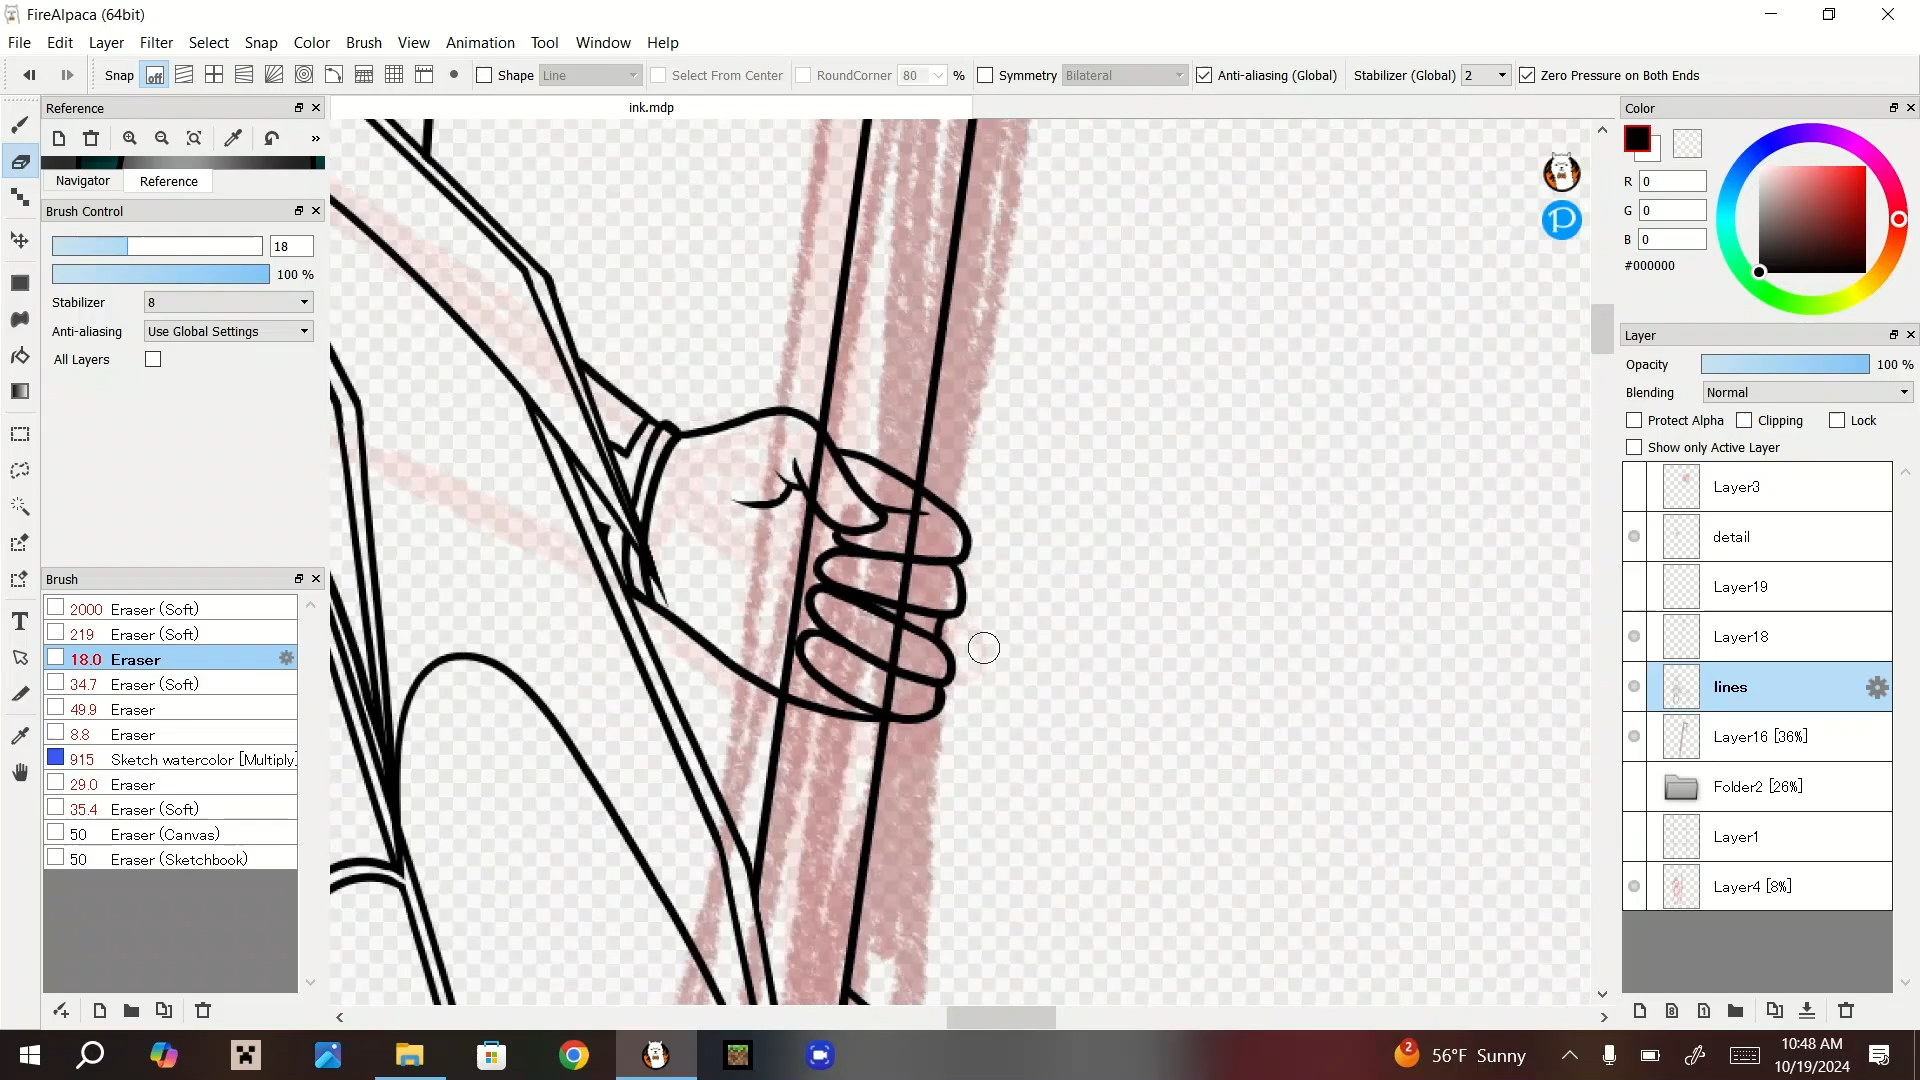 FireAlpaca (64bit)
File Edit Layer Filter Select Snap Color Brush View Animation Tool Window Help
Snap off Shape Line Select From Center RoundCorner 80 % Symmetry Bilateral Anti-aliasing (Global) Stabilizer (Global) 2 Zero Pressure on Both Ends
Reference
ink.mdp
»
Navigator Reference
Brush Control
18
100 %
Stabilizer 8
Anti-aliasing Use Global Settings
All Layers
Brush
2000 Eraser (Soft)
219 Eraser (Soft)
18.0 Eraser
34.7 Eraser (Soft)
49.9 Eraser
8.8 Eraser
915 Sketch watercolor [Multiply]
29.0 Eraser
35.4 Eraser (Soft)
50 Eraser (Canvas)
50 Eraser (Sketchbook)
Color
R 0
G 0
B 0
#000000
Layer
Opacity 100 %
Blending Normal
Protect Alpha Clipping Lock
Show only Active Layer
Layer3
detail
Layer19
Layer18
lines
Layer16 [36%]
Folder2 [26%]
Layer1
Layer4 [8%]
T
P
8 1
2 56°F Sunny
10:48 AM
10/19/2024